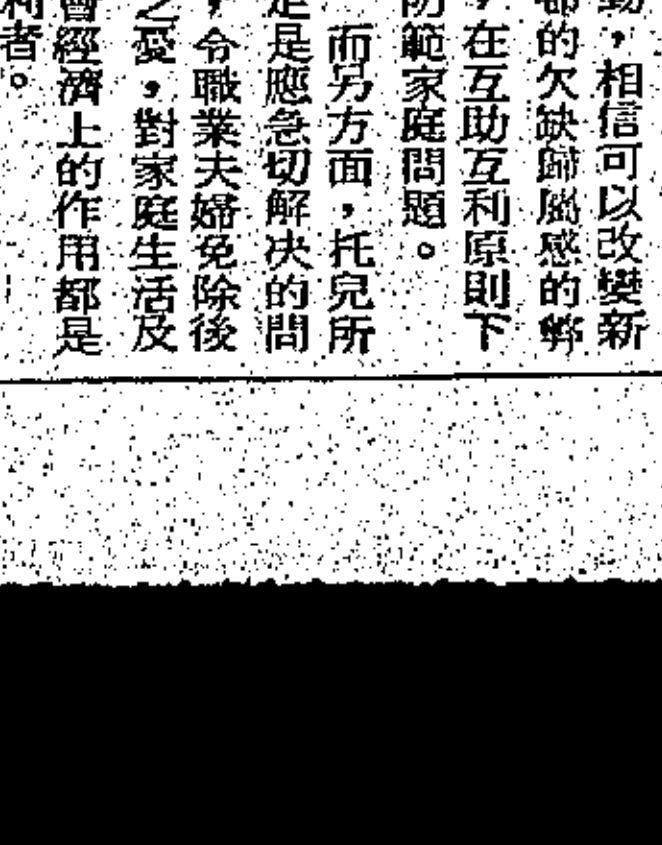 動，相信可以改變新
都的欠缺歸屬感的弊
，在互助互利原則下
防範家庭問題。
而另方面，托兒所
是應急切解決的問
，令職業夫婦免除後
之憂，對家庭生活及
會經濟上的作用都是
利者。